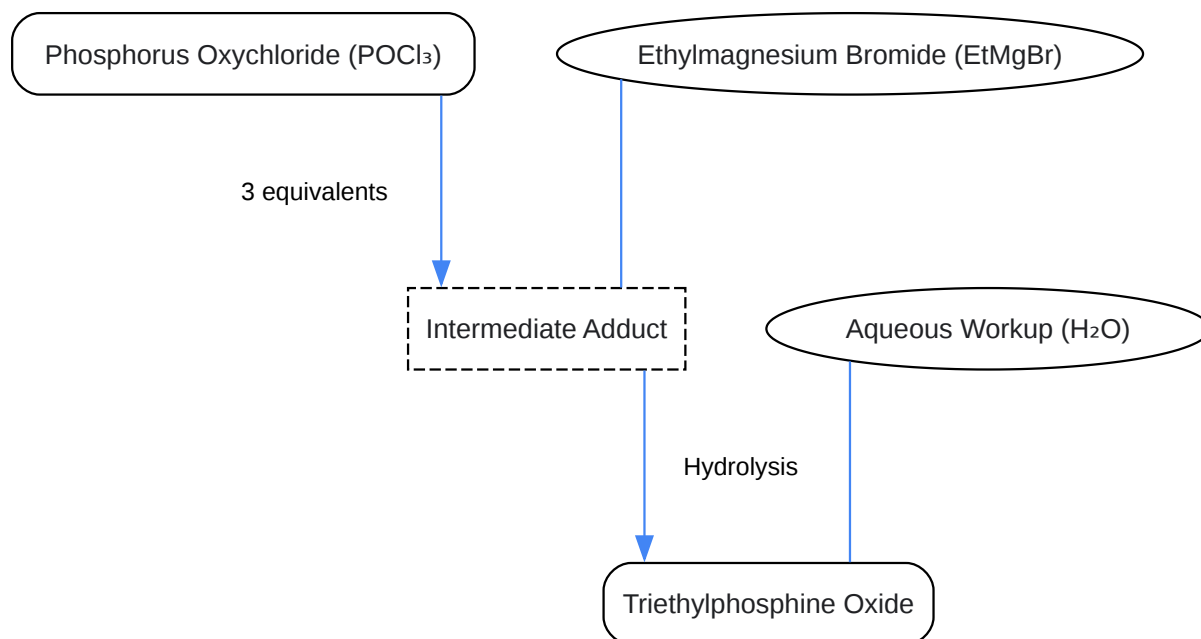 Phosphorus Oxychloride (POCl₃)
Ethylmagnesium Bromide (EtMgBr)
3 equivalents
Intermediate Adduct
Aqueous Workup (H₂O)
Hydrolysis
Triethylphosphine Oxide